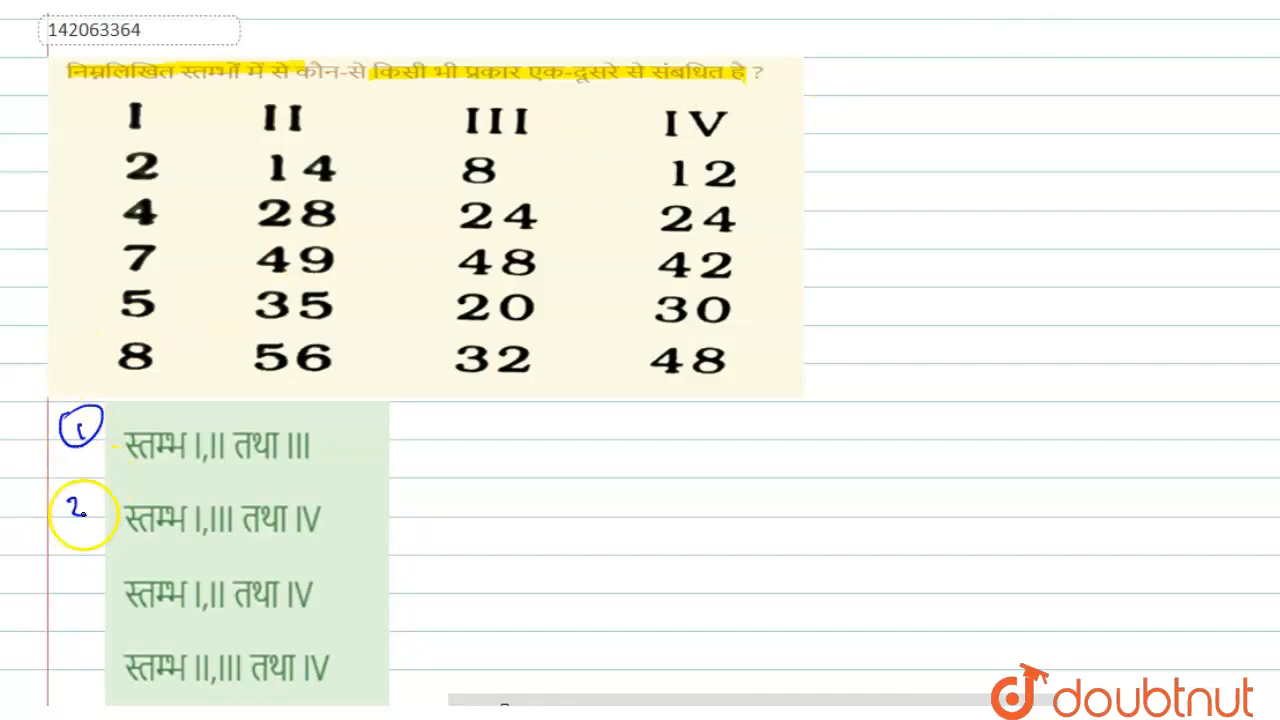 142063364
निम्नलिखित स्तम्भों में से कौन-से किसी भी प्रकार एक-दूसरे से संबधित है ?
I II III IV
2 14 8 12
4 28 24 24
7 49 48 42
5 35 20 30
8 56 32 48
1 स्तम्भ I,II तथा III
2 स्तम्भ I,III तथा IV
स्तम्भ I,II तथा IV
स्तम्भ II,III तथा IV
doubtnut